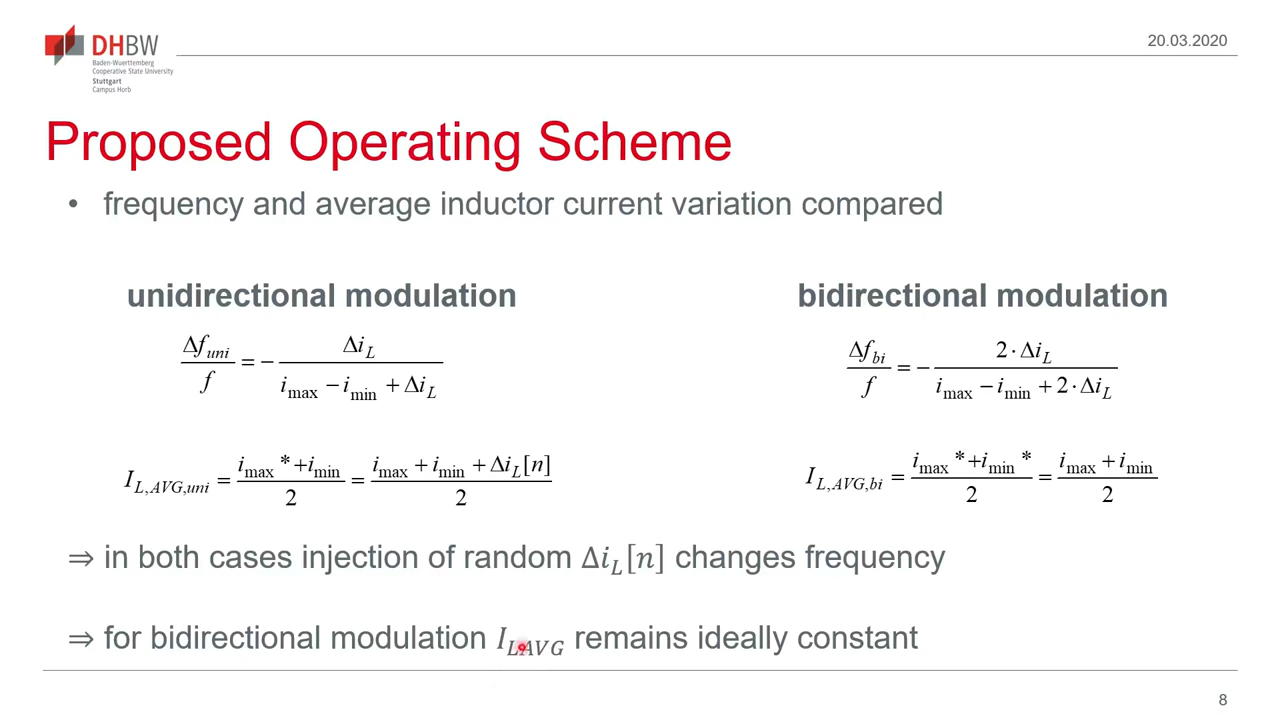 DHBW
Baden-Wuerttemberg
Cooperative State University
Stuttgart
Campus Horb
20.03.2020
Proposed Operating Scheme
• frequency and average inductor current variation compared
unidirectional modulation
Δf_uni / f = − Δi_L / (i_max − i_min + Δi_L)
I_L,AVG,uni = (i_max * + i_min) / 2 = (i_max + i_min + Δi_L[n]) / 2
bidirectional modulation
Δf_bi / f = − 2·Δi_L / (i_max − i_min + 2·Δi_L)
I_L,AVG,bi = (i_max * + i_min *) / 2 = (i_max + i_min) / 2
⇒ in both cases injection of random Δi_L[n] changes frequency
⇒ for bidirectional modulation I_LAVG remains ideally constant
8